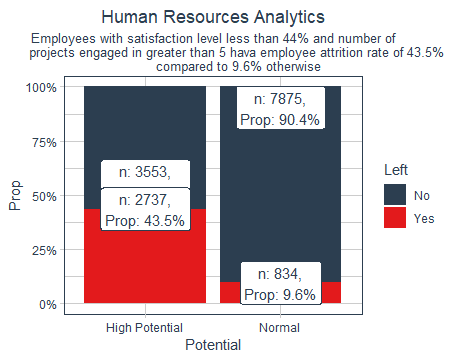 Human Resources Analytics
Employees with satisfaction level less than 44% and number of
projects engaged in greater than 5 hava employee attrition rate of 43.5%
compared to 9.6% otherwise
100%
75%
50%
25%
0%
Prop
n: 3553,
n: 2737,
Prop: 43.5%
n: 7875,
Prop: 90.4%
n: 834,
Prop: 9.6%
High Potential
Normal
Potential
Left
No
Yes